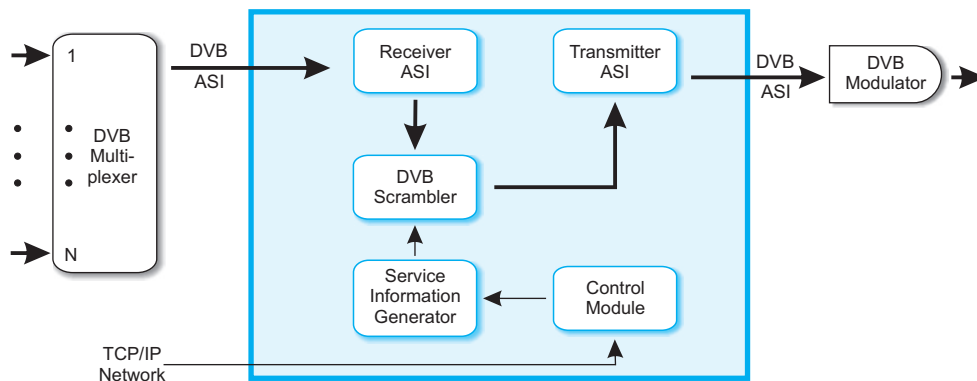 1
DVB
Multi-
plexer
N
DVB
ASI
Receiver
ASI
Transmitter
ASI
DVB
ASI
DVB
Modulator
DVB
Scrambler
Service
Information
Generator
Control
Module
TCP/IP
Network